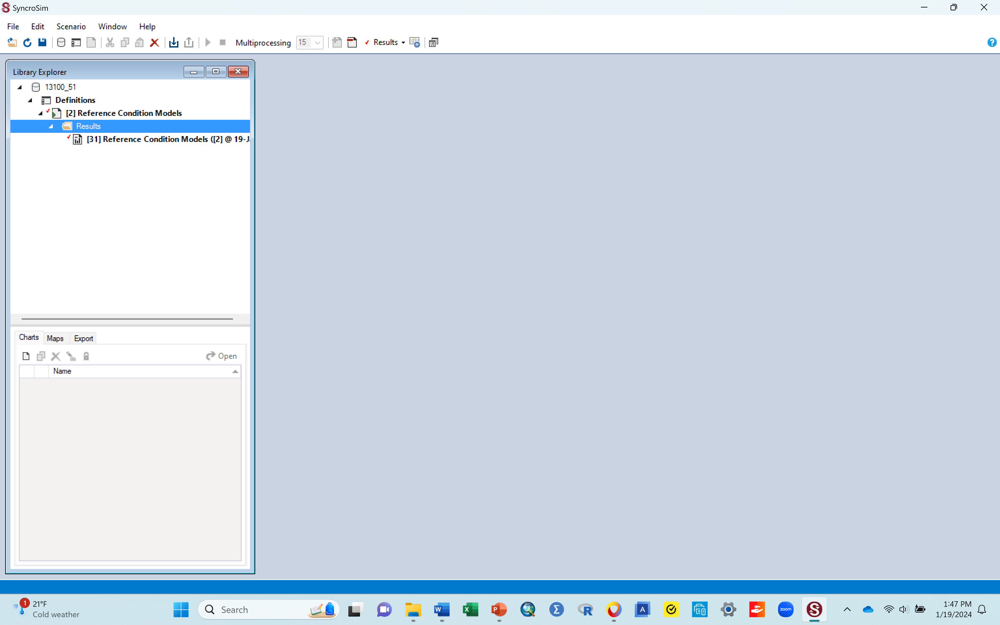 SyncroSim
File Edit Scenario Window Help
Multiprocessing 15 Results
Library Explorer
13100_51
Definitions
[2] Reference Condition Models
Results
[31] Reference Condition Models ([2] @ 19-J
Charts Maps Export
Open
Name
1 21°F
Cold weather
Search
zoom
1:47 PM
1/19/2024